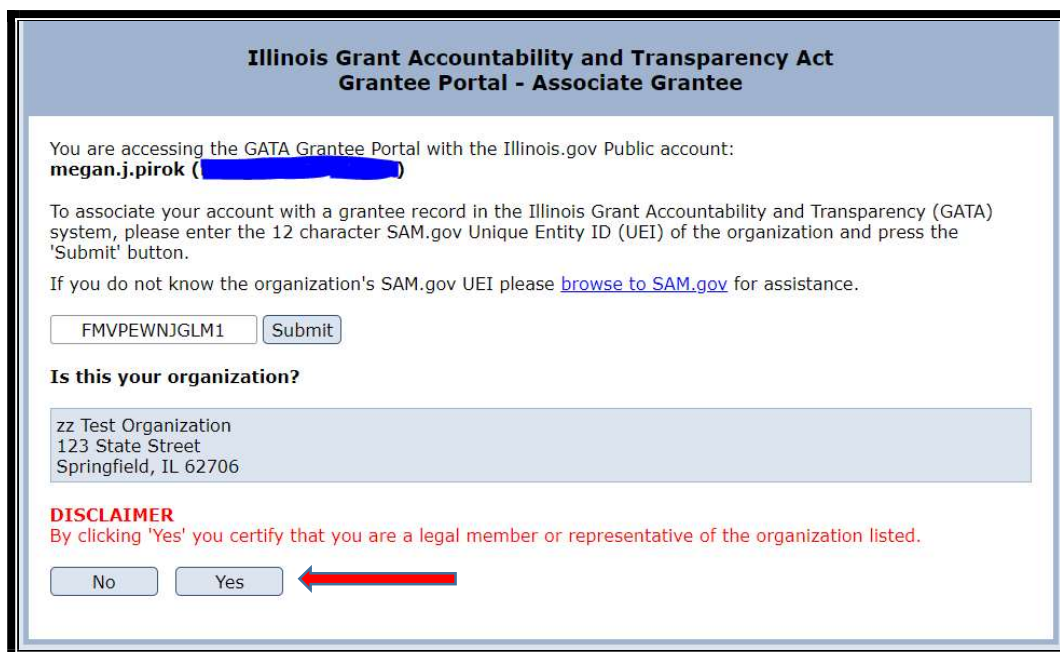 Illinois Grant Accountability and Transparency Act
Grantee Portal - Associate Grantee
You are accessing the GATA Grantee Portal with the Illinois.gov Public account:
megan.j.pirok ( )
To associate your account with a grantee record in the Illinois Grant Accountability and Transparency (GATA)
system, please enter the 12 character SAM.gov Unique Entity ID (UEI) of the organization and press the
'Submit' button.
If you do not know the organization's SAM.gov UEI please browse to SAM.gov for assistance.
FMVPEWNJGLM1 Submit
Is this your organization?
zz Test Organization
123 State Street
Springfield, IL 62706
DISCLAIMER
By clicking 'Yes' you certify that you are a legal member or representative of the organization listed.
No Yes